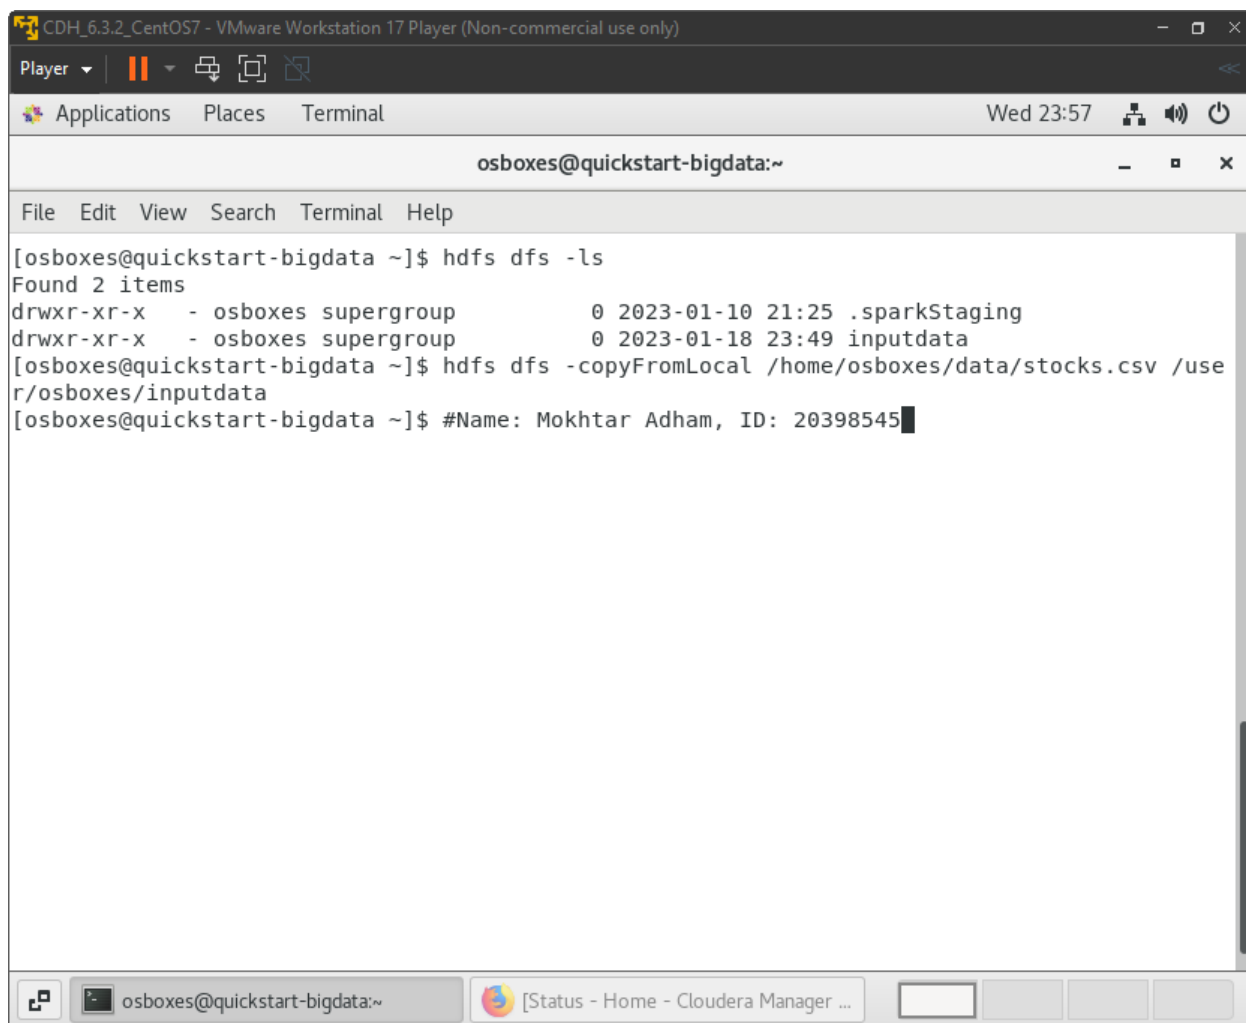 CDH_6.3.2_CentOS7 - VMware Workstation 17 Player (Non-commercial use only)
Player
Applications Places Terminal Wed 23:57
osboxes@quickstart-bigdata:~
File Edit View Search Terminal Help
[osboxes@quickstart-bigdata ~]$ hdfs dfs -ls
Found 2 items
drwxr-xr-x   - osboxes supergroup          0 2023-01-10 21:25 .sparkStaging
drwxr-xr-x   - osboxes supergroup          0 2023-01-18 23:49 inputdata
[osboxes@quickstart-bigdata ~]$ hdfs dfs -copyFromLocal /home/osboxes/data/stocks.csv /use
r/osboxes/inputdata
[osboxes@quickstart-bigdata ~]$ #Name: Mokhtar Adham, ID: 20398545
osboxes@quickstart-bigdata:~ [Status - Home - Cloudera Manager ...